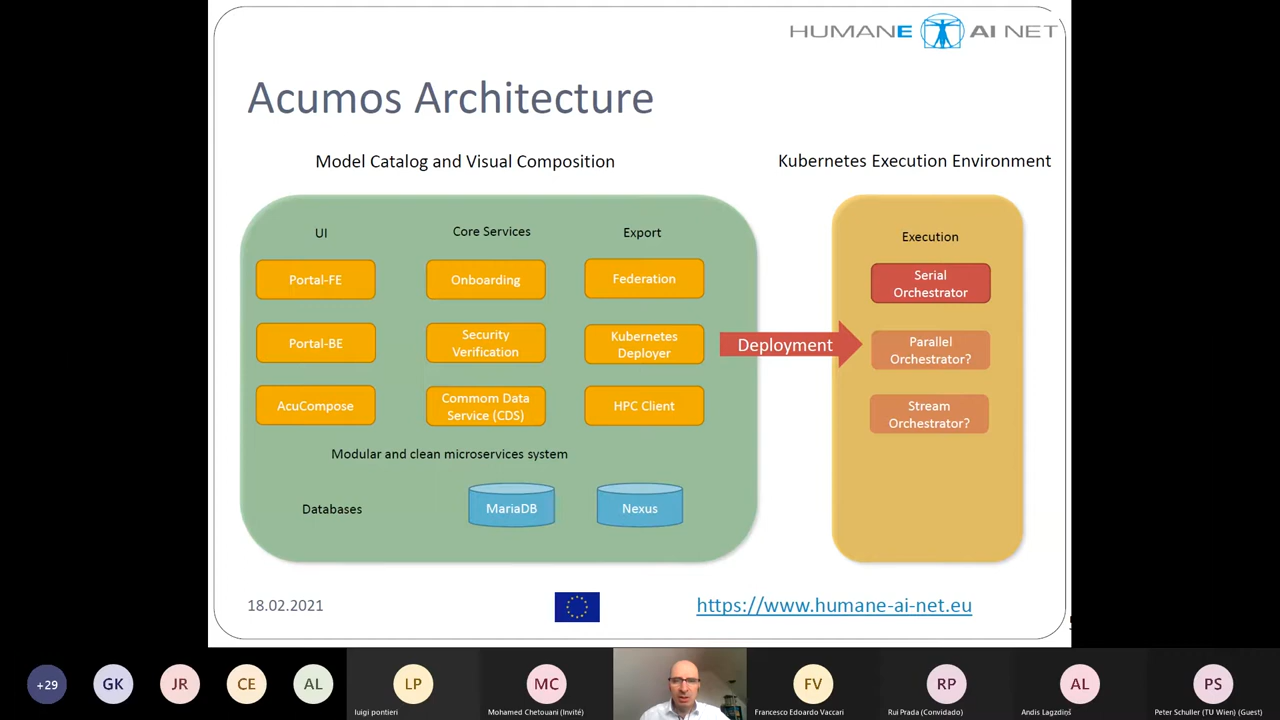 HUMANE AI NET
Acumos Architecture
Model Catalog and Visual Composition
Kubernetes Execution Environment
UI
Core Services
Export
Portal-FE
Onboarding
Federation
Portal-BE
Security
Verification
Kubernetes
Deployer
AcuCompose
Commom Data
Service (CDS)
HPC Client
Modular and clean microservices system
Databases
MariaDB
Nexus
Deployment
Execution
Serial
Orchestrator
Parallel
Orchestrator?
Stream
Orchestrator?
18.02.2021
https://www.humane-ai-net.eu
+29
GK
JR
CE
AL
LP
luigi pontieri
MC
Mohamed Chetouani (Invité)
FV
Francesco Edoardo Vaccari
RP
Rui Prada (Convidado)
AL
Andis Lagzdiņš
PS
Peter Schuller (TU Wien) (Guest)